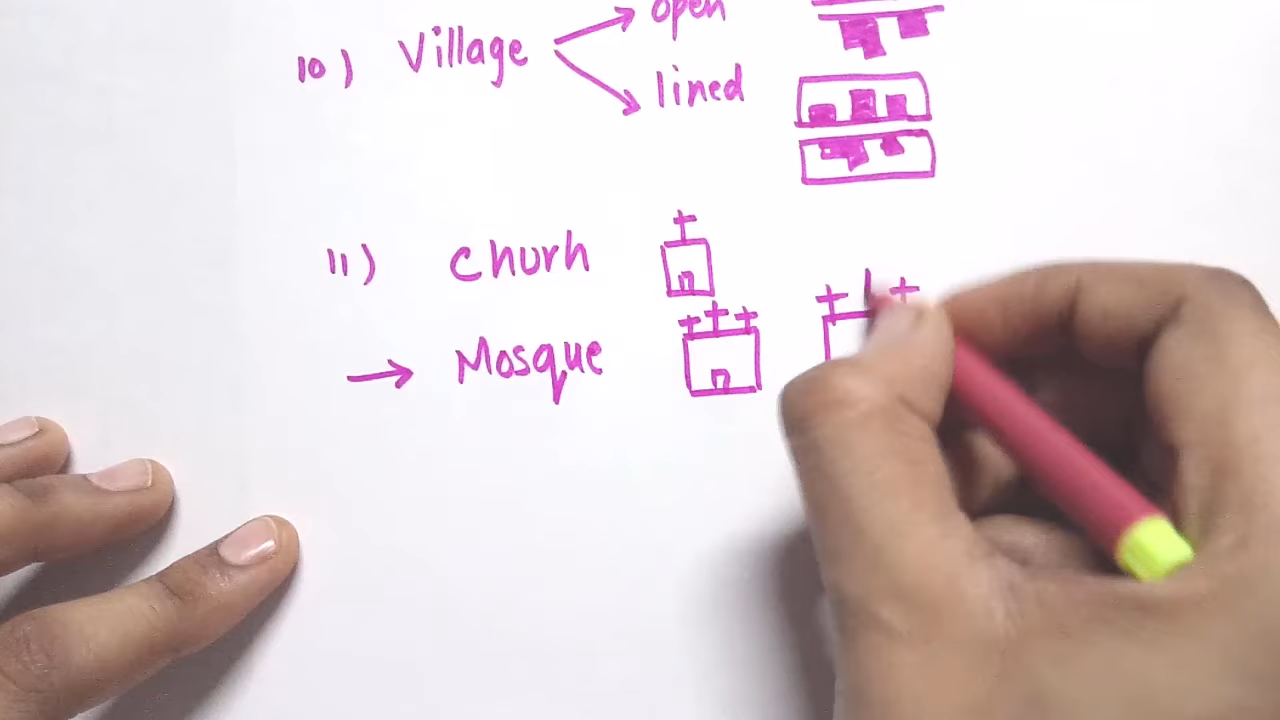 open
10) Village
lined
11) Churh
→ Mosque